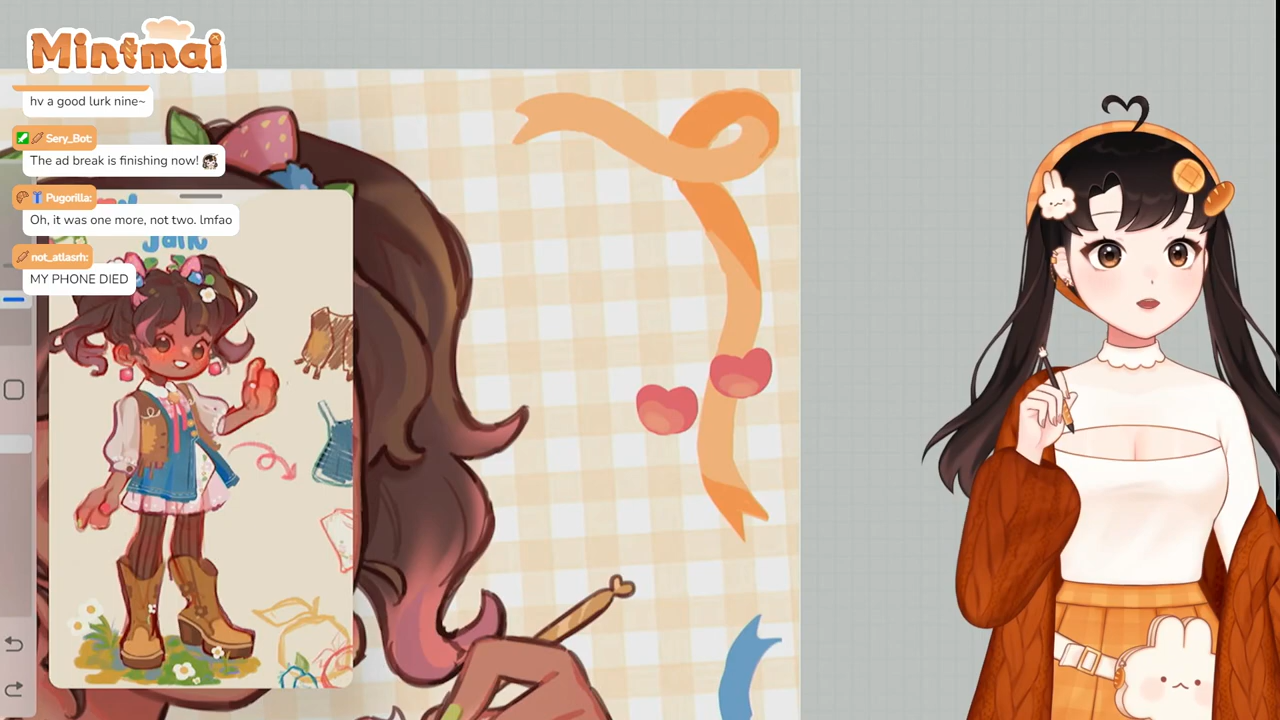 Mintmai
hv a good lurk nine~
Sery_Bot:
The ad break is finishing now!
Pugorilla:
Oh, it was one more, not two. lmfao
not_atlasrh:
MY PHONE DIED